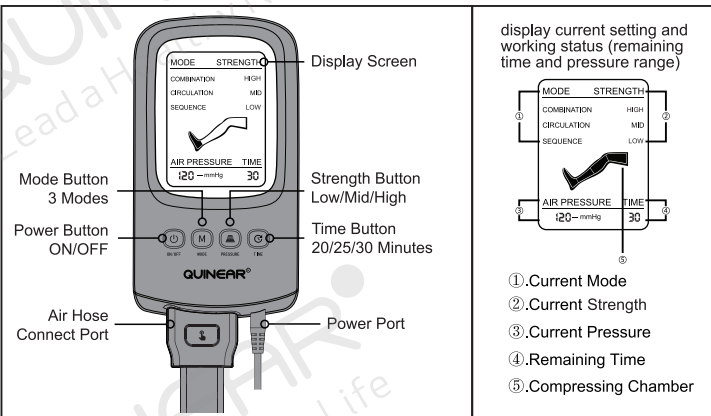 MODE STRENGTH
COMBINATION HIGH
CIRCULATION MID
SEQUENCE LOW
AIR PRESSURE TIME
120 – mmHg 30
Display Screen
Mode Button
3 Modes
Strength Button
Low/Mid/High
Power Button
ON/OFF
Time Button
20/25/30 Minutes
M
ON/OFF MODE PRESSURE TIME
QUINEAR®
Air Hose
Connect Port
Power Port
display current setting and
working status (remaining
time and pressure range)
MODE STRENGTH
COMBINATION HIGH
CIRCULATION MID
SEQUENCE LOW
① ②
AIR PRESSURE TIME
120– mmHg 30
③ ④
⑤
①.Current Mode
②.Current Strength
③.Current Pressure
④.Remaining Time
⑤.Compressing Chamber